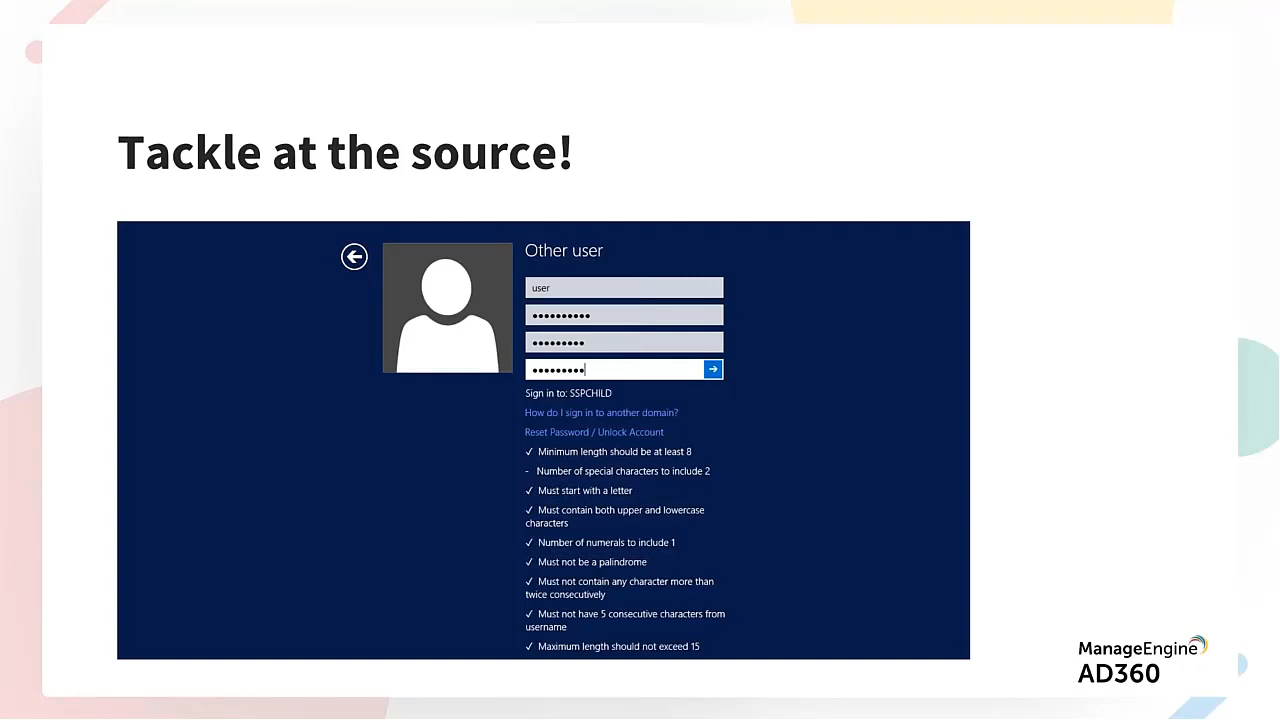 Tackle at the source!
Other user
user
••••••••••
•••••••••
•••••••••
Sign in to: SSPCHILD
How do I sign in to another domain?
Reset Password / Unlock Account
✓ Minimum length should be at least 8
- Number of special characters to include 2
✓ Must start with a letter
✓ Must contain both upper and lowercase
characters
✓ Number of numerals to include 1
✓ Must not be a palindrome
✓ Must not contain any character more than
twice consecutively
✓ Must not have 5 consecutive characters from
username
✓ Maximum length should not exceed 15
ManageEngine
AD360